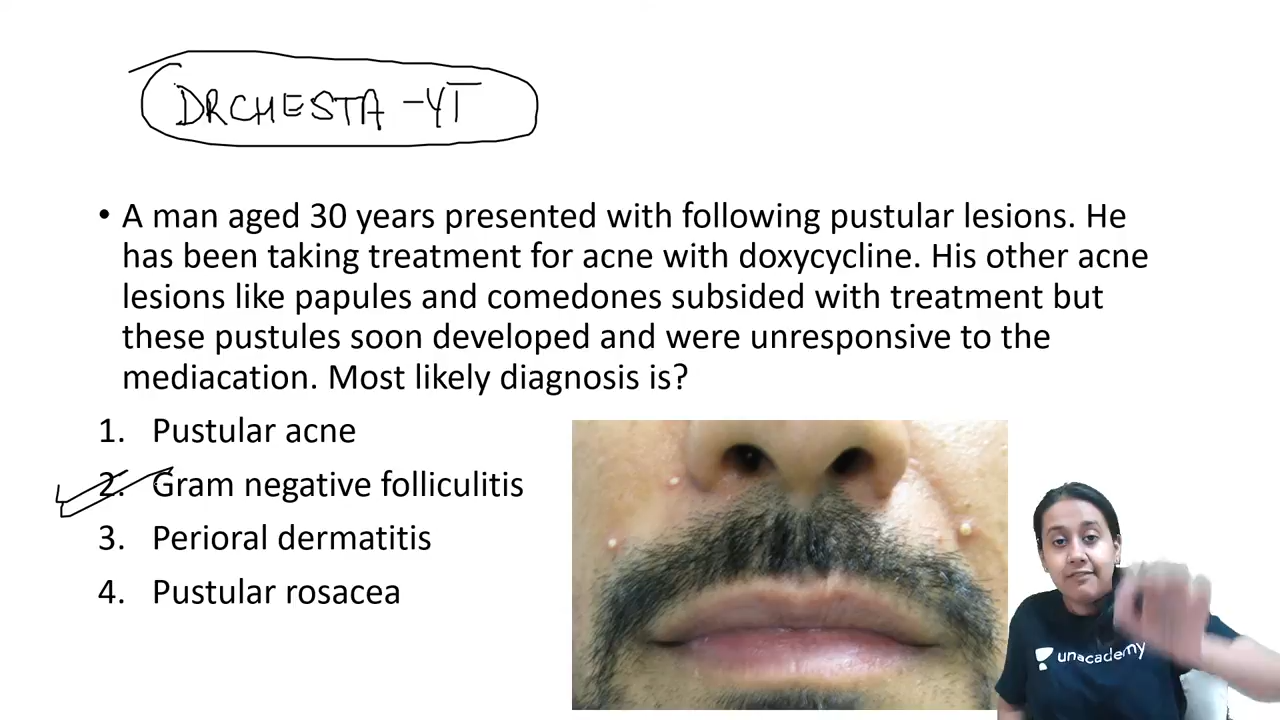 DRCHESTA -YT
• A man aged 30 years presented with following pustular lesions. He
has been taking treatment for acne with doxycycline. His other acne
lesions like papules and comedones subsided with treatment but
these pustules soon developed and were unresponsive to the
mediacation. Most likely diagnosis is?
1. Pustular acne
2. Gram negative folliculitis
3. Perioral dermatitis
4. Pustular rosacea
unacademy